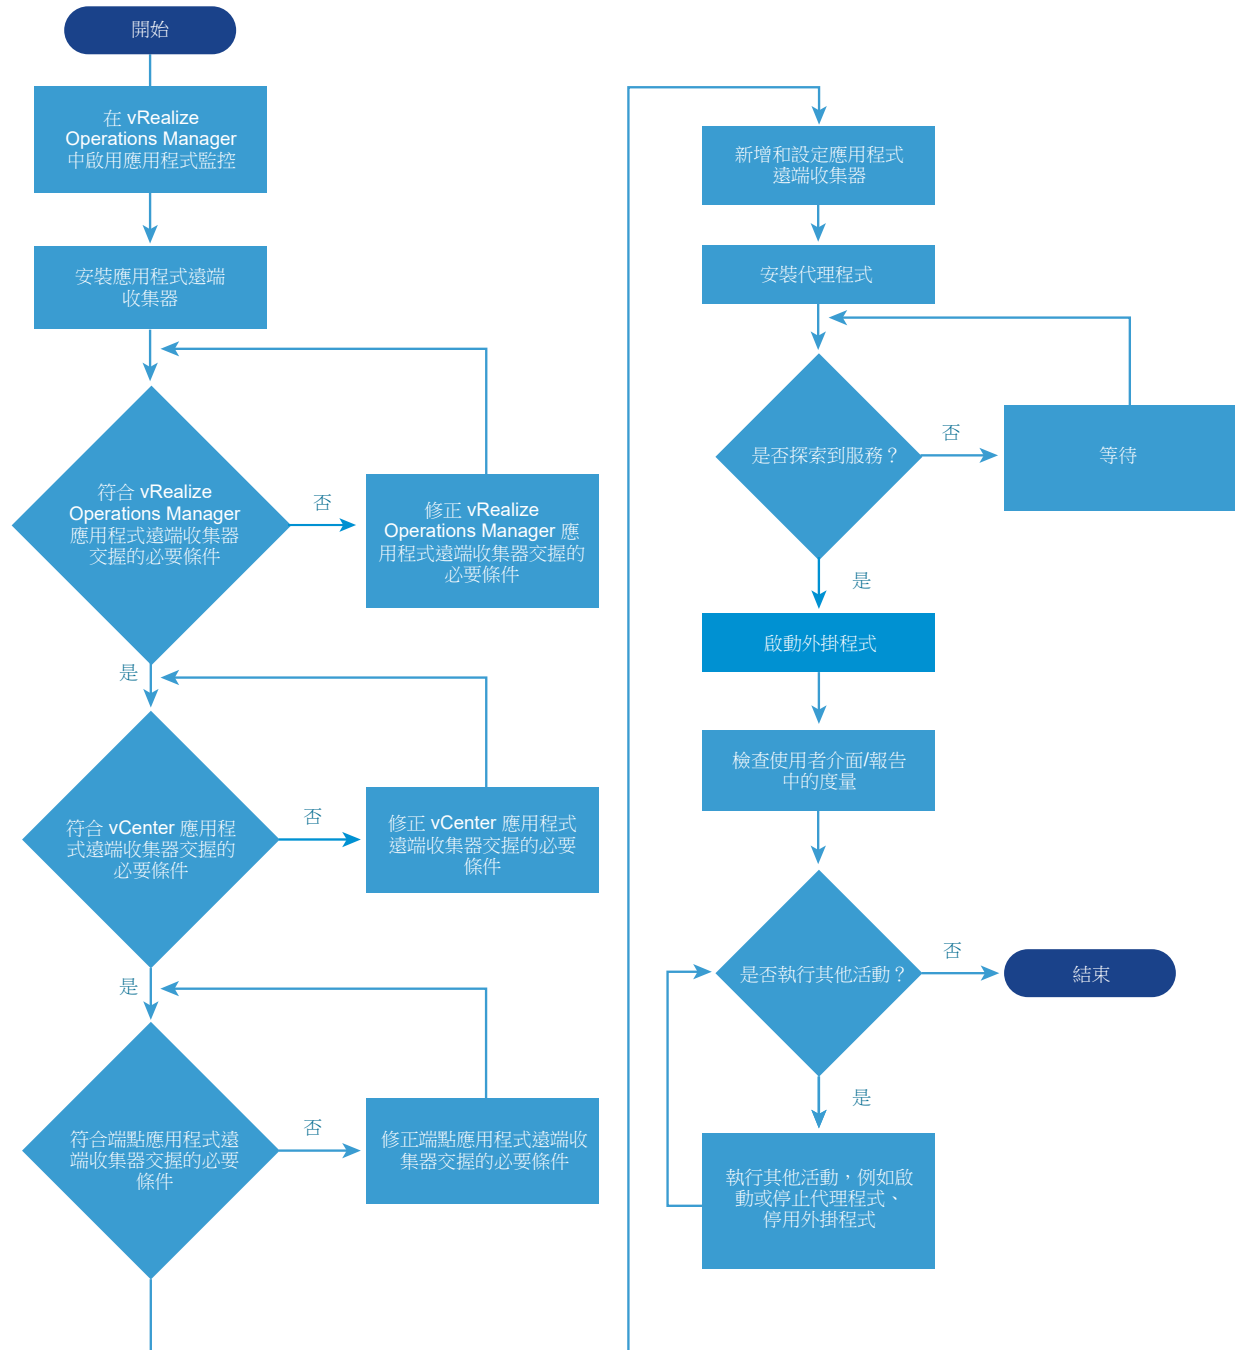 開始
在 vRealize
Operations Manager
中啟用應用程式監控
安裝應用程式遠端
收集器
符合 vRealize
Operations Manager
應用程式遠端收集器
交握的必要條件
否
修正 vRealize
Operations Manager 應
用程式遠端收集器交握的
必要條件
是
符合 vCenter 應用程
式遠端收集器交握的
必要條件
否
修正 vCenter 應用程式
遠端收集器交握的必要
條件
是
符合端點應用程式遠
端收集器交握的必要
條件
否
修正端點應用程式遠端收
集器交握的必要條件
新增和設定應用程式
遠端收集器
安裝代理程式
是否探索到服務？
否
等待
是
啟動外掛程式
檢查使用者介面/報告
中的度量
是否執行其他活動？
否
結束
是
執行其他活動，例如啟
動或停止代理程式、
停用外掛程式